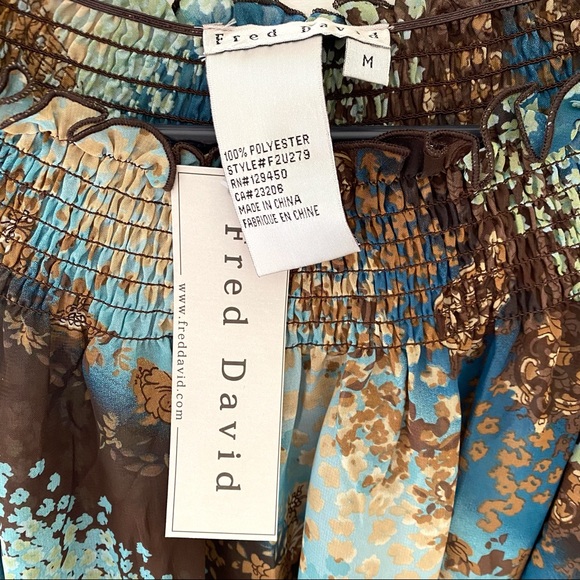 Fred David
M
100% POLYESTER
STYLE#F2U279
RN#129450
CA#23206
MADE IN CHINA
FABRIQUE EN CHINE
Fred David
www.freddavid.com